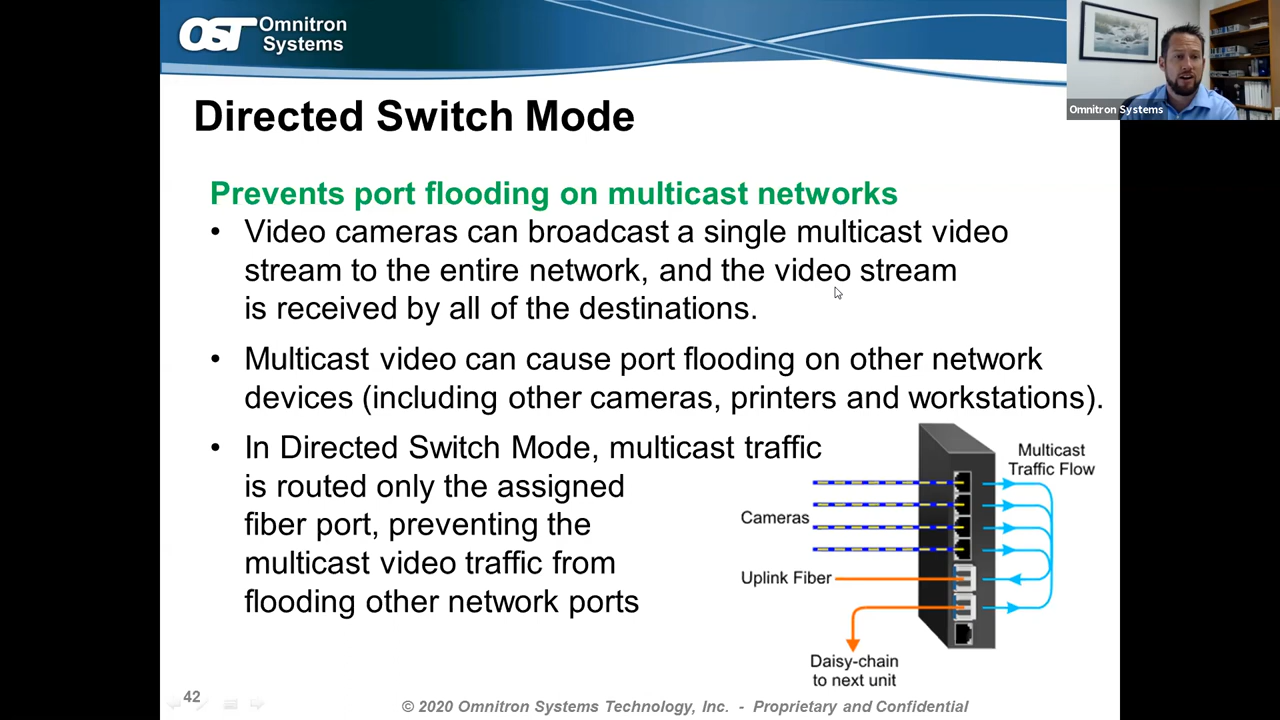 OST Omnitron
Systems
Omnitron Systems
Directed Switch Mode
Prevents port flooding on multicast networks
• Video cameras can broadcast a single multicast video
stream to the entire network, and the video stream
is received by all of the destinations.
• Multicast video can cause port flooding on other network
devices (including other cameras, printers and workstations).
• In Directed Switch Mode, multicast traffic
is routed only the assigned
fiber port, preventing the
multicast video traffic from
flooding other network ports
Multicast
Traffic Flow
Cameras
Uplink Fiber
Daisy-chain
to next unit
42
© 2020 Omnitron Systems Technology, Inc. - Proprietary and Confidential